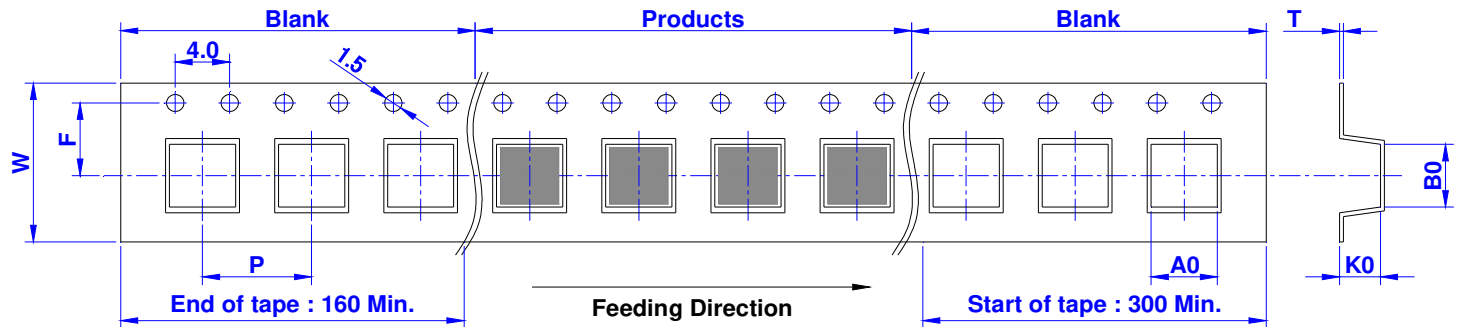 Blank
Products
Blank
T
4.0
1.5
F
W
B0
P
A0
K0
End of tape : 160 Min.
Feeding Direction
Start of tape : 300 Min.